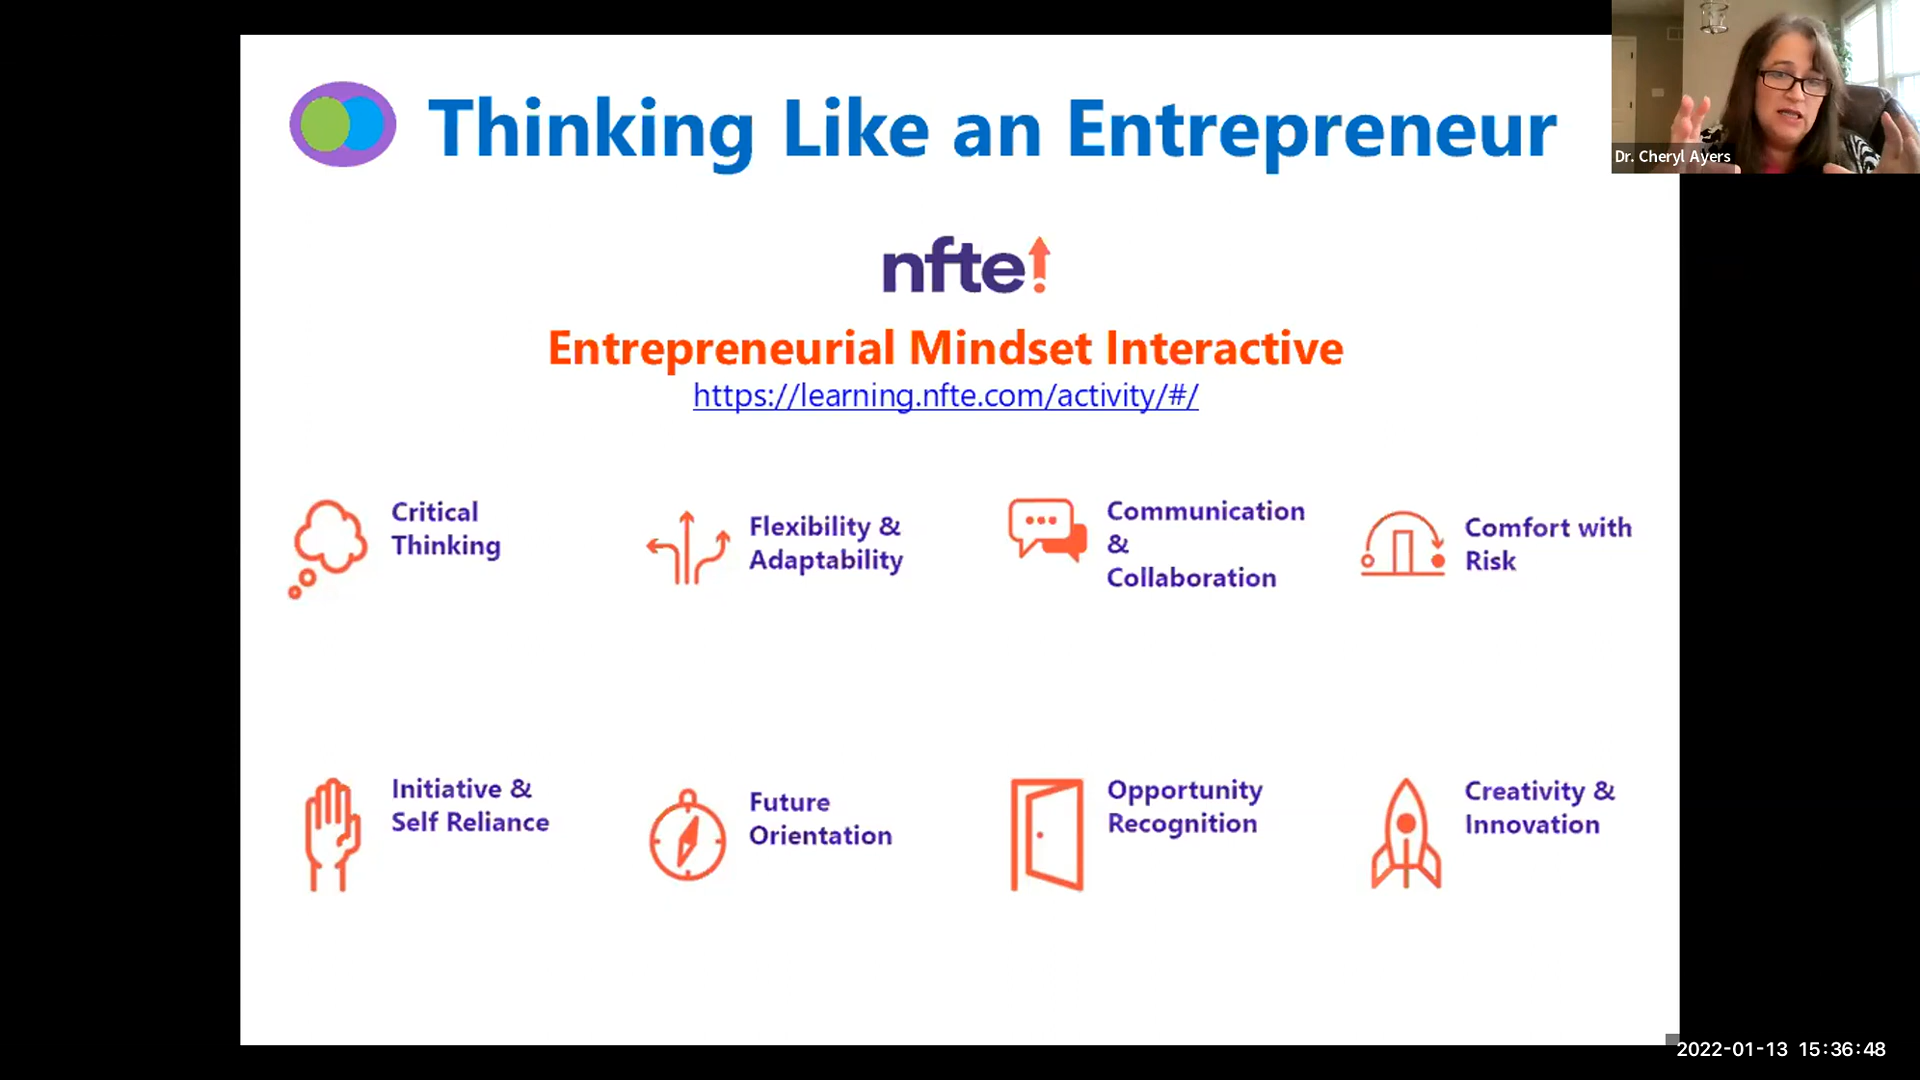 Thinking Like an Entrepreneur
Dr. Cheryl Ayers
nfte!
Entrepreneurial Mindset Interactive
https://learning.nfte.com/activity/#/
Critical
Thinking
Flexibility &
Adaptability
Communication
&
Collaboration
Comfort with
Risk
Initiative &
Self Reliance
Future
Orientation
Opportunity
Recognition
Creativity &
Innovation
2022-01-13 15:36:48